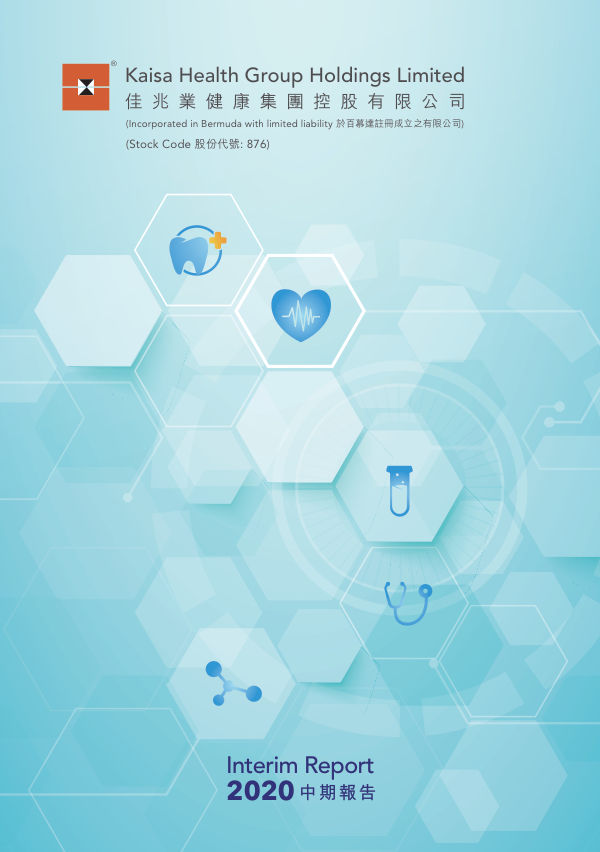 Kaisa Health Group Holdings Limited
佳兆業健康集團控股有限公司
(Incorporated in Bermuda with limited liability 於百慕達註冊成立之有限公司)
(Stock Code 股份代號: 876)
Interim Report
2020 中期報告